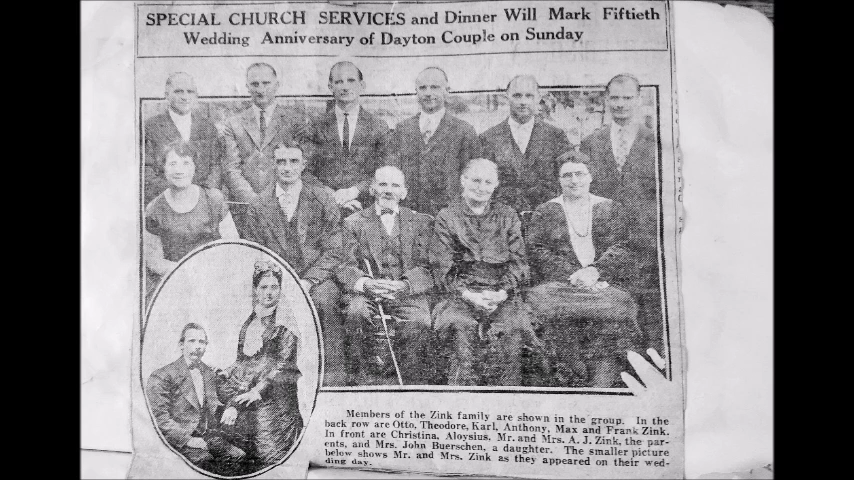 SPECIAL CHURCH SERVICES and Dinner Will Mark Fiftieth
Wedding Anniversary of Dayton Couple on Sunday
Members of the Zink family are shown in the group. In the
back row are Otto, Theodore, Karl, Anthony, Max and Frank Zink.
In front are Christina, Aloysius, Mr. and Mrs. A. J. Zink, the par-
ents, and Mrs. John Buerschen, a daughter. The smaller picture
below shows Mr. and Mrs. Zink as they appeared on their wed-
ding day.